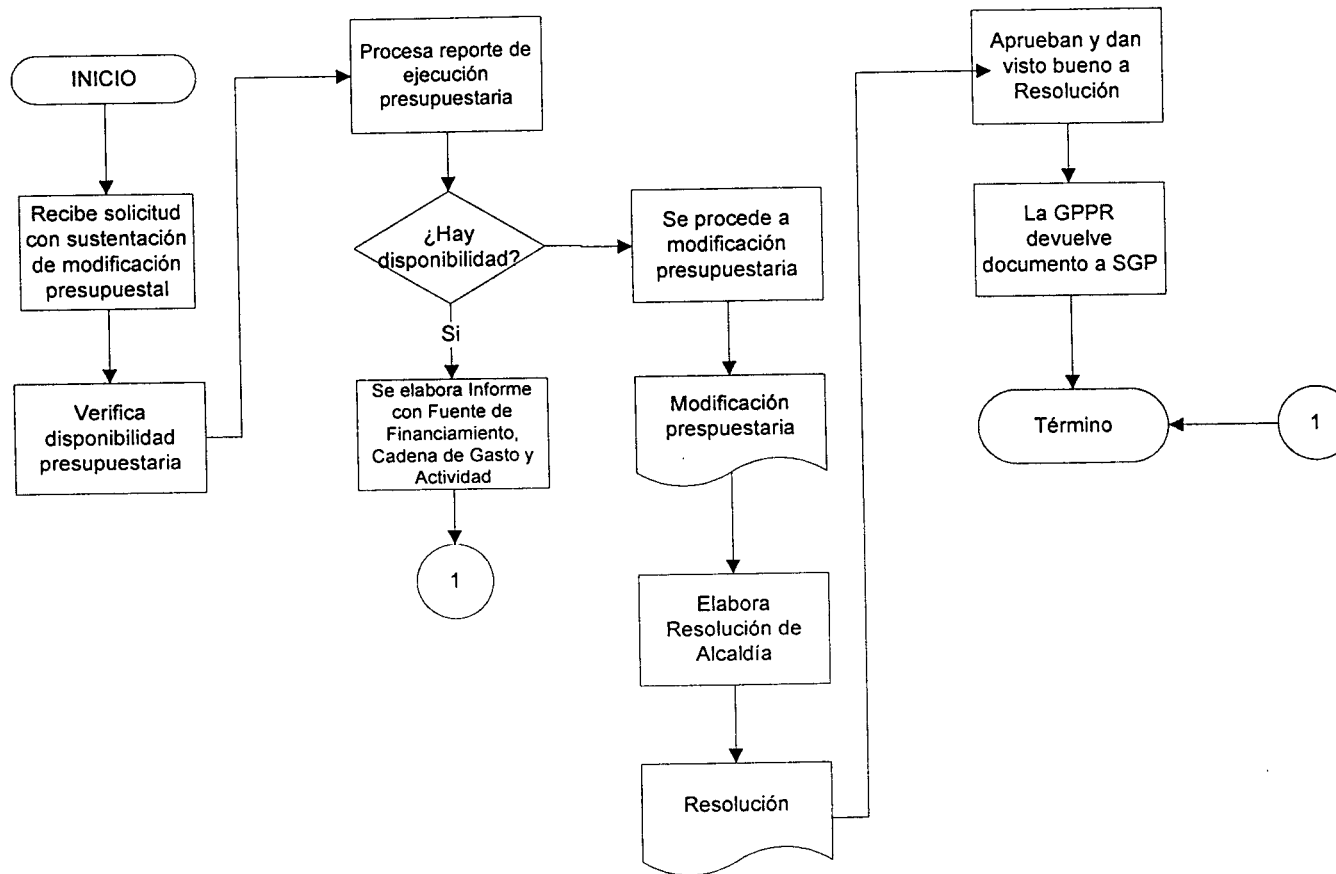 INICIO
Recibe solicitud
con sustentación
de modificación
presupuestal
Verifica
disponibilidad
presupuestaria
Procesa reporte de
ejecución
presupuestaria
¿Hay
disponibilidad?
Si
Se elabora Informe
con Fuente de
Financiamiento,
Cadena de Gasto y
Actividad
1
Se procede a
modificación
presupuestaria
Modificación
prespuestaria
Elabora
Resolución de
Alcaldía
Resolución
Aprueban y dan
visto bueno a
Resolución
La GPPR
devuelve
documento a SGP
Término
1